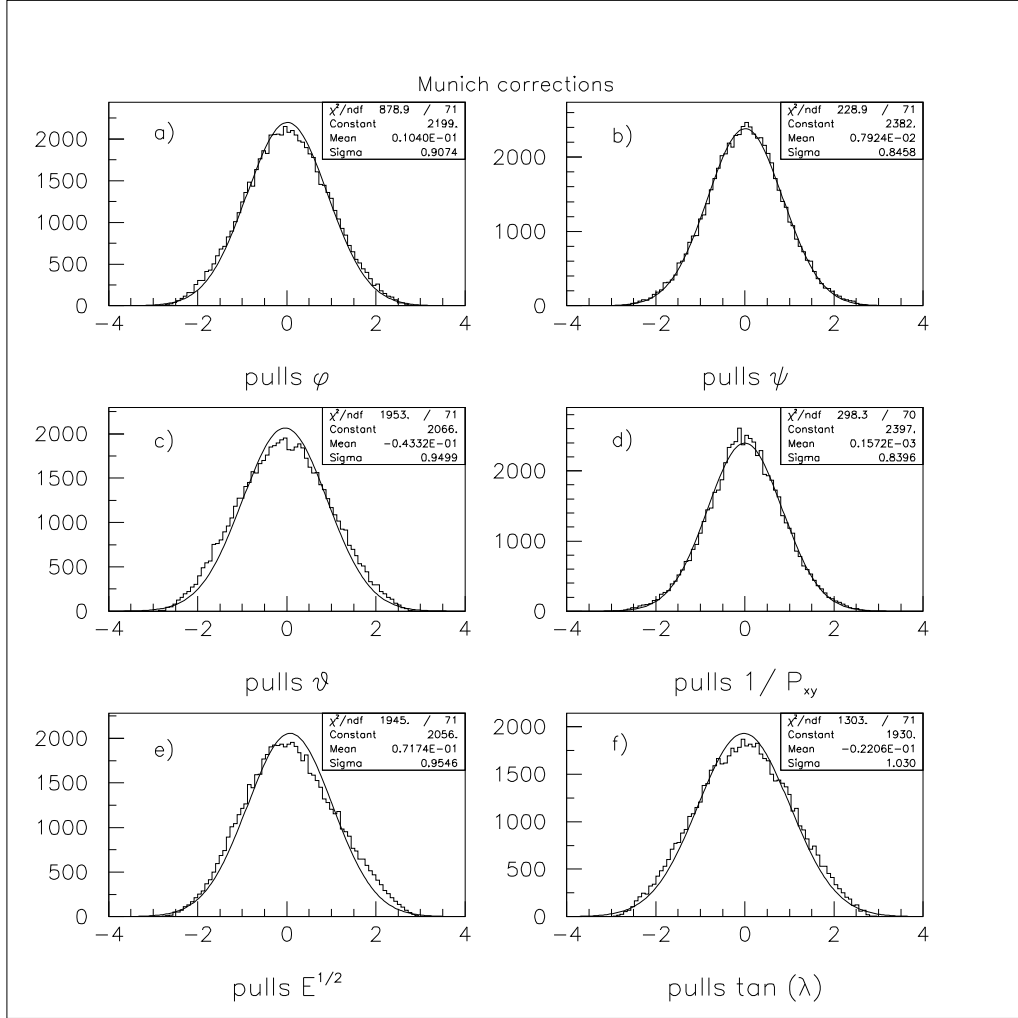 Munich corrections
a)
χ²/ndf 878.9 / 71
Constant 2199.
Mean 0.1040E-01
Sigma 0.9074
2000
1500
1000
500
0
−4 −2 0 2 4
pulls φ
b)
χ²/ndf 228.9 / 71
Constant 2382.
Mean 0.7924E-02
Sigma 0.8458
2000
1000
0
−4 −2 0 2 4
pulls ψ
c)
χ²/ndf 1953. / 71
Constant 2066.
Mean −0.4332E-01
Sigma 0.9499
2000
1500
1000
500
0
−4 −2 0 2 4
pulls ϑ
d)
χ²/ndf 298.3 / 70
Constant 2397.
Mean 0.1572E-03
Sigma 0.8396
2000
1000
0
−4 −2 0 2 4
pulls 1/ P_xy
e)
χ²/ndf 1945. / 71
Constant 2056.
Mean 0.7174E-01
Sigma 0.9546
2000
1500
1000
500
0
−4 −2 0 2 4
pulls E^1/2
f)
χ²/ndf 1303. / 71
Constant 1930.
Mean −0.2206E-01
Sigma 1.030
2000
1500
1000
500
0
−4 −2 0 2 4
pulls tan (λ)